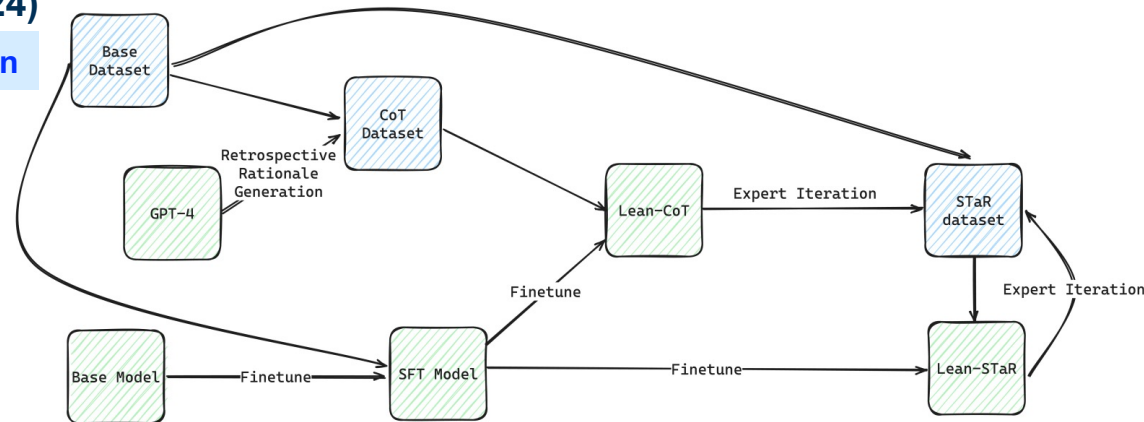 24)
n
Base
Dataset
CoT
Dataset
Retrospective
Rationale
Generation
GPT-4
Lean-CoT
Expert Iteration
STaR
dataset
Finetune
Expert Iteration
Base Model
Finetune
SFT Model
Finetune
Lean-STaR